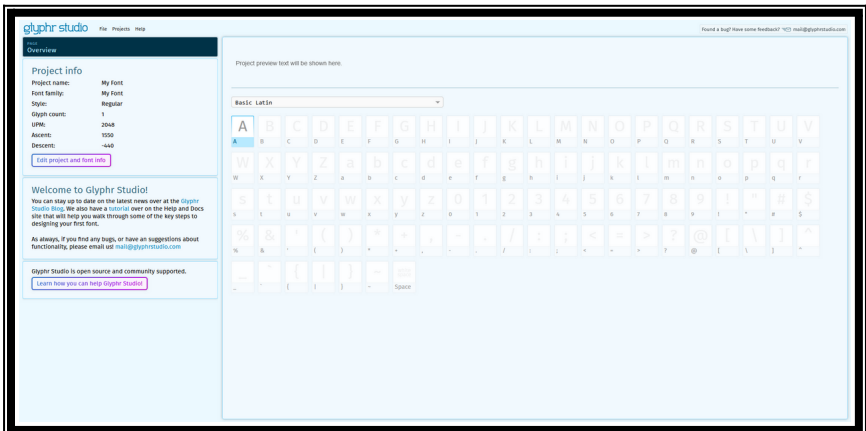 glyphr studio File Projects Help
Found a bug? Have some feedback? mail@glyphrstudio.com
PAGE
Overview
Project info
Project name: My Font
Font family: My Font
Style: Regular
Glyph count: 1
UPM: 2048
Ascent: 1550
Descent: -440
Edit project and font info
Welcome to Glyphr Studio!
You can stay up to date on the latest news over at the Glyphr
Studio Blog. We also have a tutorial over on the Help and Docs
site that will help you walk through some of the key steps to
designing your first font.
As always, if you find any bugs, or have an suggestions about
functionality, please email us! mail@glyphrstudio.com
Glyphr Studio is open source and community supported.
Learn how you can help Glyphr Studio!
Project preview text will be shown here.
Basic Latin
A B C D E F G H I J K L M N O P Q R S T U V
A B C D E F G H I J K L M N O P Q R S T U V
W X Y Z a b c d e f g h i j k l m n o p q r
W X Y Z a b c d e f g h i j k l m n o p q r
s t u v w x y z 0 1 2 3 4 5 6 7 8 9 ! " # $
s t u v w x y z 0 1 2 3 4 5 6 7 8 9 ! " # $
% & ' ( ) * + , - . / : ; < = > ? @ [ \ ] ^
% & ' ( ) * + , - . / : ; < = > ? @ [ \ ] ^
_ ` { | } ~
_ ` { | } ~ Space